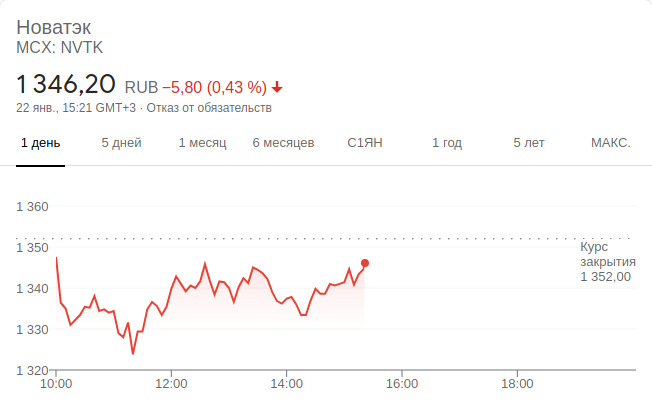 Новатэк
MCX: NVTK
1 346,20 RUB −5,80 (0,43 %)
22 янв., 15:21 GMT+3 · Отказ от обязательств
1 день 5 дней 1 месяц 6 месяцев С1ЯН 1 год 5 лет МАКС.
1 360
1 350
Курс
закрытия
1 352,00
1 340
1 330
1 320
10:00 12:00 14:00 16:00 18:00